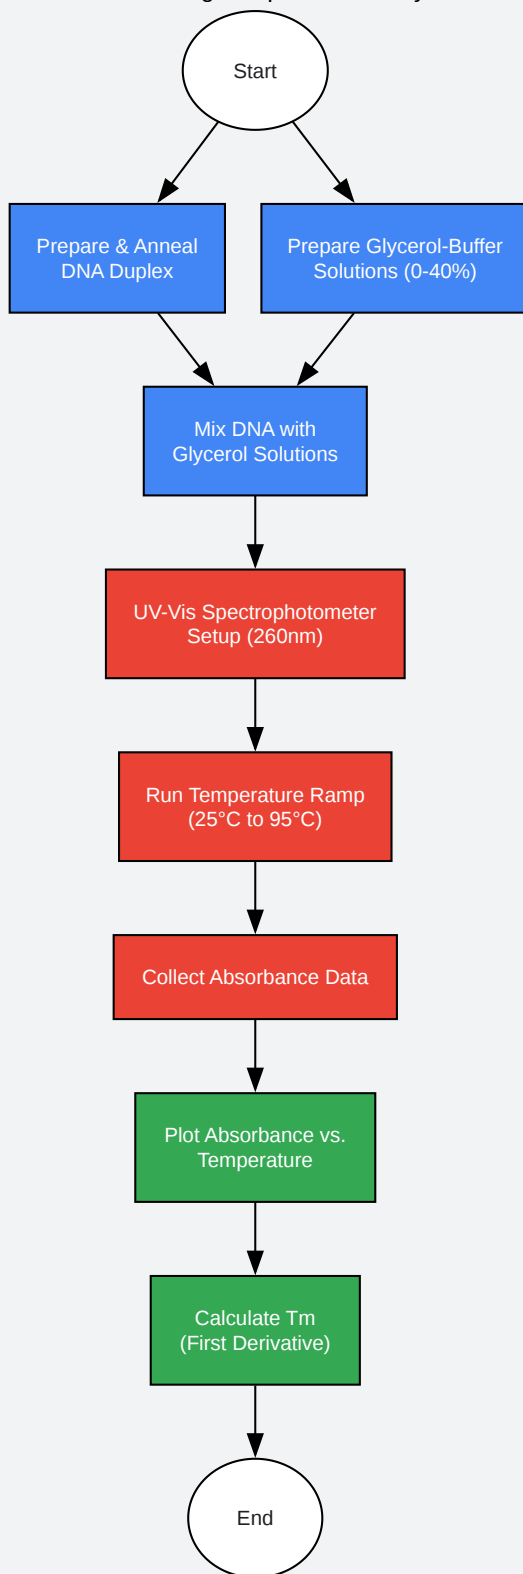 Start
Prepare & Anneal
DNA Duplex
Prepare Glycerol-Buffer
Solutions (0-40%)
Mix DNA with
Glycerol Solutions
UV-Vis Spectrophotometer
Setup (260nm)
Run Temperature Ramp
(25°C to 95°C)
Collect Absorbance Data
Plot Absorbance vs.
Temperature
Calculate Tm
(First Derivative)
End